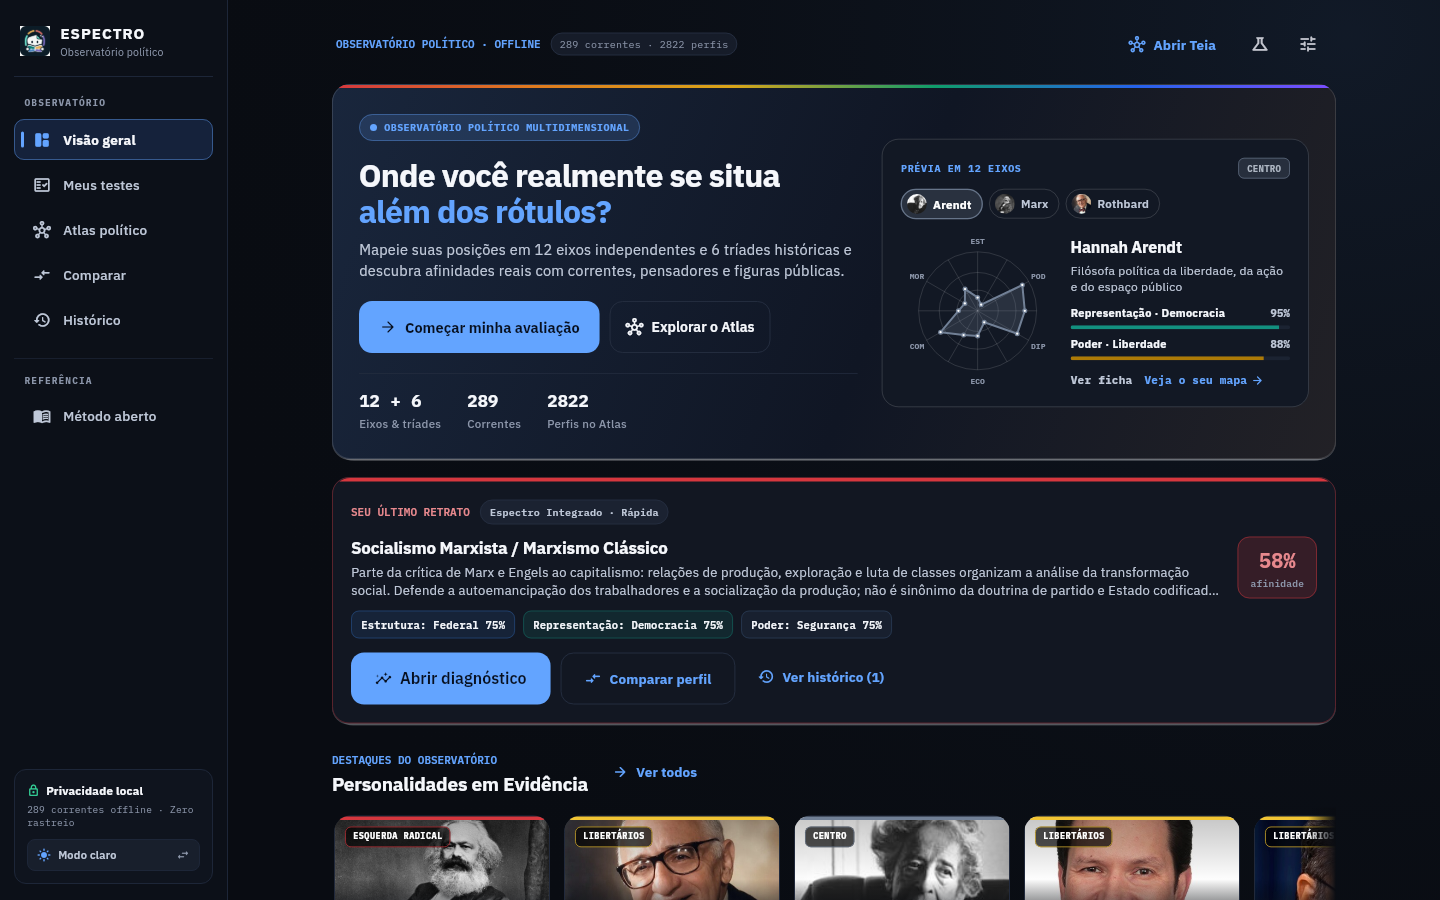 ESPECTRO
Observatório político
OBSERVATÓRIO
Visão geral
Meus testes
Atlas político
Comparar
Histórico
REFERÊNCIA
Método aberto
Privacidade local
289 correntes offline · Zero
rastreio
Modo claro
OBSERVATÓRIO POLÍTICO · OFFLINE
289 correntes · 2822 perfis
Abrir Teia
OBSERVATÓRIO POLÍTICO MULTIDIMENSIONAL
Onde você realmente se situa
além dos rótulos?
Mapeie suas posições em 12 eixos independentes e 6 tríades históricas e
descubra afinidades reais com correntes, pensadores e figuras públicas.
Começar minha avaliação
Explorar o Atlas
12 + 6
Eixos & tríades
289
Correntes
2822
Perfis no Atlas
PRÉVIA EM 12 EIXOS
CENTRO
Arendt
Marx
Rothbard
EST
POD
DIP
ECO
COM
MOR
Hannah Arendt
Filósofa política da liberdade, da ação
e do espaço público
Representação · Democracia 95%
Poder · Liberdade 88%
Ver ficha
Veja o seu mapa →
SEU ÚLTIMO RETRATO
Espectro Integrado · Rápida
Socialismo Marxista / Marxismo Clássico
Parte da crítica de Marx e Engels ao capitalismo: relações de produção, exploração e luta de classes organizam a análise da transformação
social. Defende a autoemancipação dos trabalhadores e a socialização da produção; não é sinônimo da doutrina de partido e Estado codificad...
58%
afinidade
Estrutura: Federal 75%
Representação: Democracia 75%
Poder: Segurança 75%
Abrir diagnóstico
Comparar perfil
Ver histórico (1)
DESTAQUES DO OBSERVATÓRIO
Personalidades em Evidência
Ver todos
ESQUERDA RADICAL
LIBERTÁRIOS
CENTRO
LIBERTÁRIOS
LIBERTÁRIOS